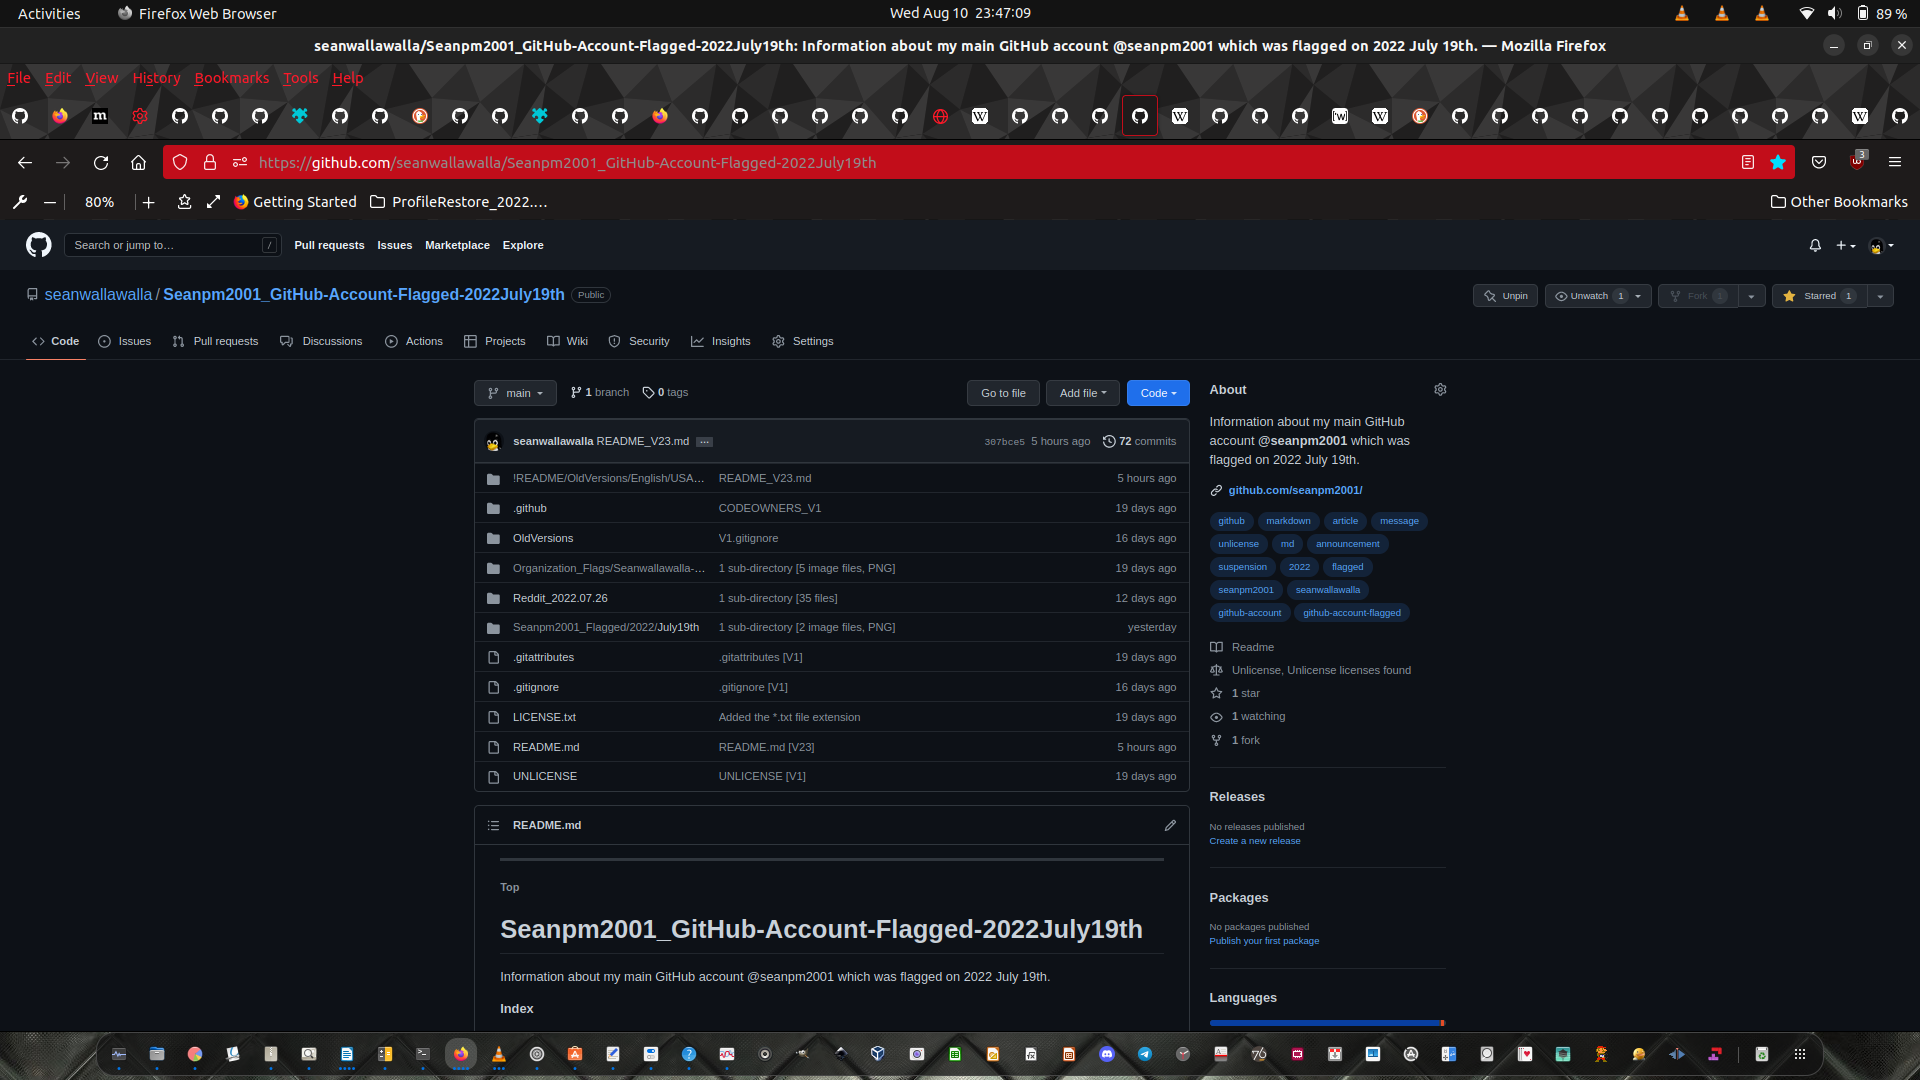 Activities
Firefox Web Browser
Wed Aug 10 23:47:09
89 %
seanwallawalla/Seanpm2001_GitHub-Account-Flagged-2022July19th: Information about my main GitHub account @seanpm2001 which was flagged on 2022 July 19th. — Mozilla Firefox
File Edit View History Bookmarks Tools Help
https://github.com/seanwallawalla/Seanpm2001_GitHub-Account-Flagged-2022July19th
3
80%
Getting Started
ProfileRestore_2022....
Other Bookmarks
Search or jump to...
/
Pull requests Issues Marketplace Explore
seanwallawalla / Seanpm2001_GitHub-Account-Flagged-2022July19th Public
Unpin
Unwatch 1
Fork 1
Starred 1
Code Issues Pull requests Discussions Actions Projects Wiki Security Insights Settings
main
1 branch
0 tags
Go to file
Add file
Code
seanwallawalla README_V23.md ...
307bce5 5 hours ago 72 commits
!README/OldVersions/English/USA... README_V23.md 5 hours ago
.github CODEOWNERS_V1 19 days ago
OldVersions V1.gitignore 16 days ago
Organization_Flags/Seanwallawalla-... 1 sub-directory [5 image files, PNG] 19 days ago
Reddit_2022.07.26 1 sub-directory [35 files] 12 days ago
Seanpm2001_Flagged/2022/July19th 1 sub-directory [2 image files, PNG] yesterday
.gitattributes .gitattributes [V1] 19 days ago
.gitignore .gitignore [V1] 16 days ago
LICENSE.txt Added the *.txt file extension 19 days ago
README.md README.md [V23] 5 hours ago
UNLICENSE UNLICENSE [V1] 19 days ago
README.md
Top
Seanpm2001_GitHub-Account-Flagged-2022July19th
Information about my main GitHub account @seanpm2001 which was flagged on 2022 July 19th.
Index
About
Information about my main GitHub
account @seanpm2001 which was
flagged on 2022 July 19th.
github.com/seanpm2001/
github markdown article message
unlicense md announcement
suspension 2022 flagged
seanpm2001 seanwallawalla
github-account github-account-flagged
Readme
Unlicense, Unlicense licenses found
1 star
1 watching
1 fork
Releases
No releases published
Create a new release
Packages
No packages published
Publish your first package
Languages